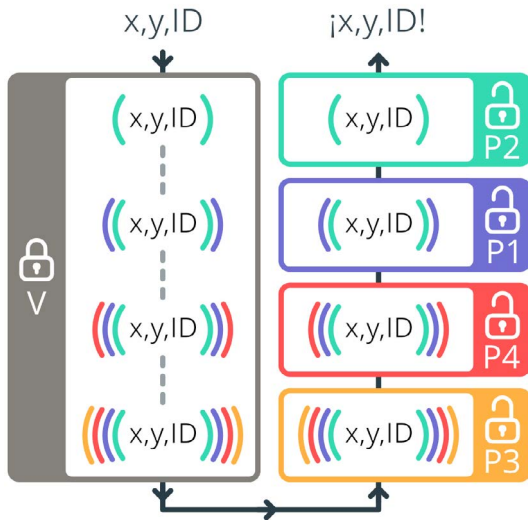 x,y,ID
(x,y,ID)
((x,y,ID))
(((x,y,ID)))
((((x,y,ID))))
V
¡x,y,ID!
(x,y,ID)
P2
((x,y,ID))
P1
(((x,y,ID)))
P4
((((x,y,ID))))
P3